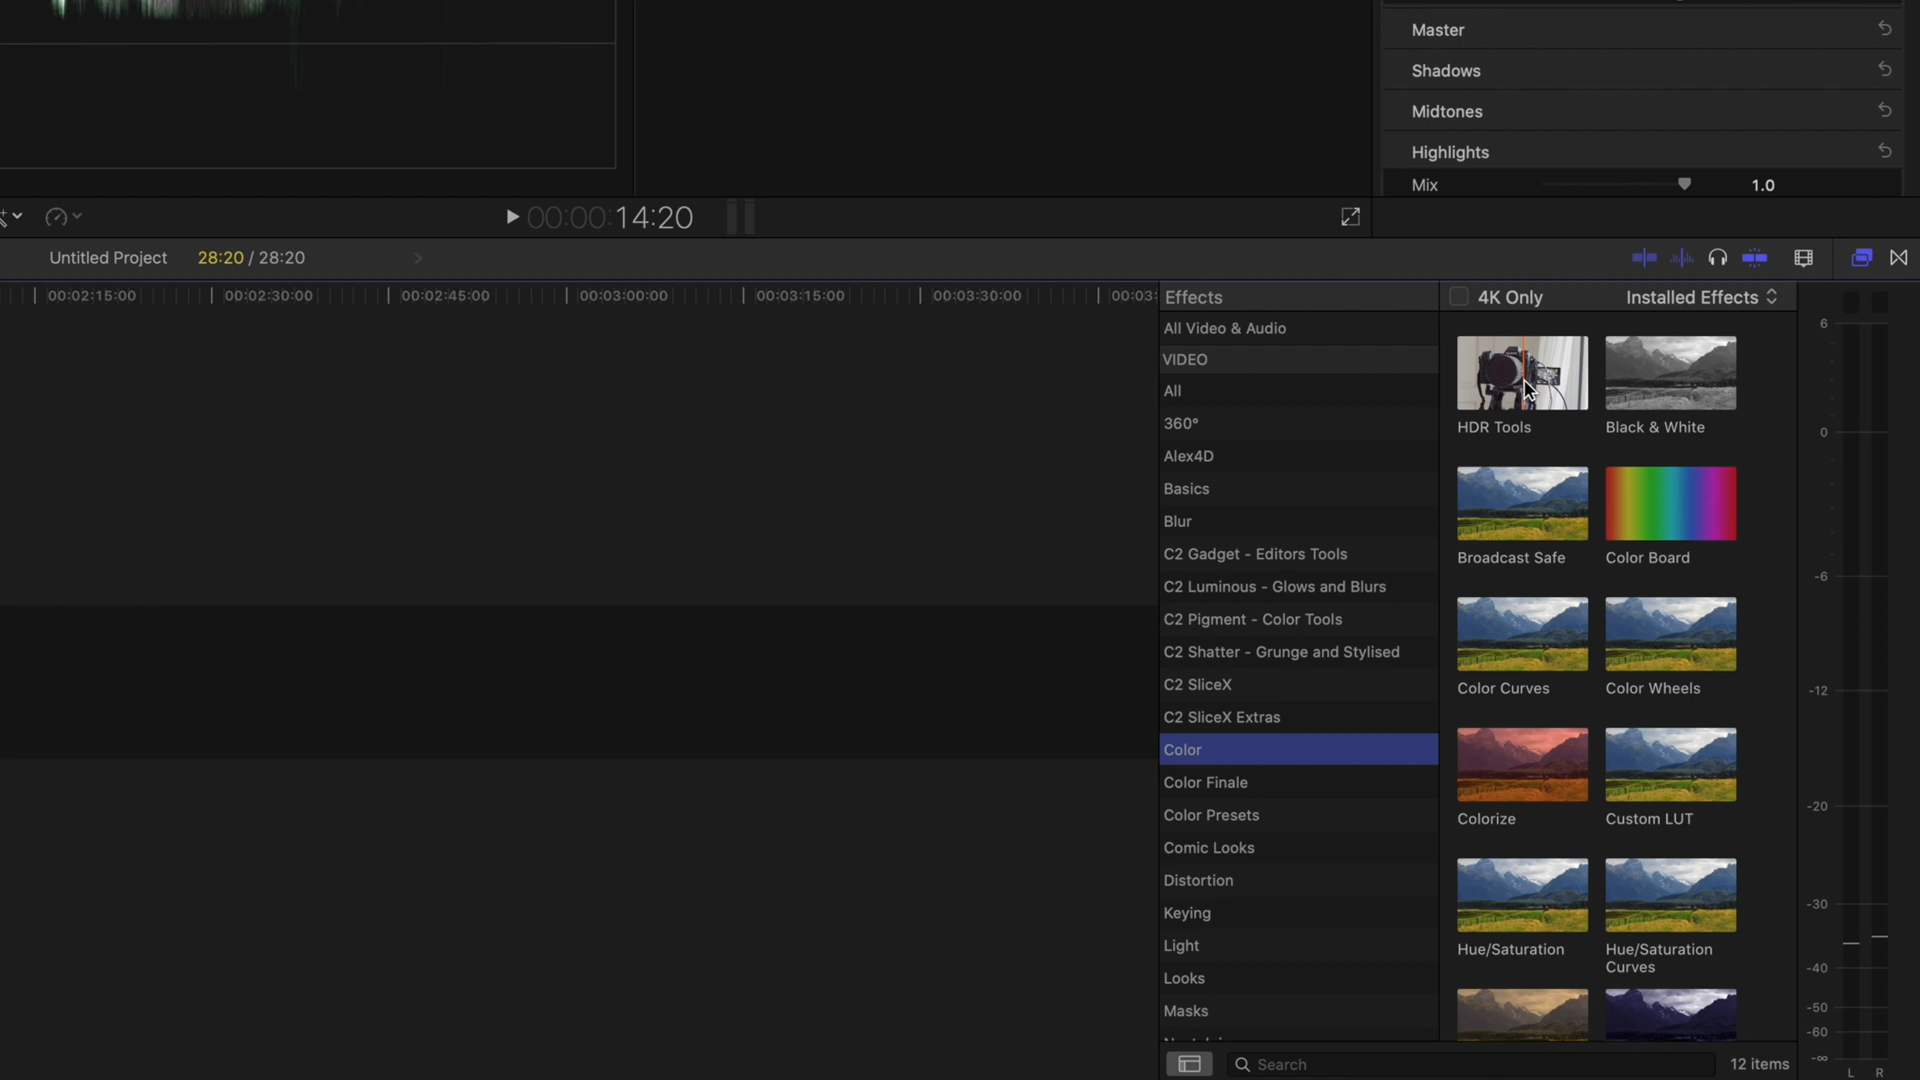 Master
Shadows
Midtones
Highlights
Mix 1.0
00:00:14:20
Untitled Project 28:20 / 28:20
00:02:15:00 00:02:30:00 00:02:45:00 00:03:00:00 00:03:15:00 00:03:30:00 00:03:
Effects
4K Only Installed Effects
All Video & Audio
VIDEO
All
360°
Alex4D
Basics
Blur
C2 Gadget - Editors Tools
C2 Luminous - Glows and Blurs
C2 Pigment - Color Tools
C2 Shatter - Grunge and Stylised
C2 SliceX
C2 SliceX Extras
Color
Color Finale
Color Presets
Comic Looks
Distortion
Keying
Light
Looks
Masks
HDR Tools Black & White
Broadcast Safe Color Board
Color Curves Color Wheels
Colorize Custom LUT
Hue/Saturation Hue/Saturation
Curves
6
0
-6
-12
-20
-30
-40
-50
-60
-∞
L R
Search 12 items